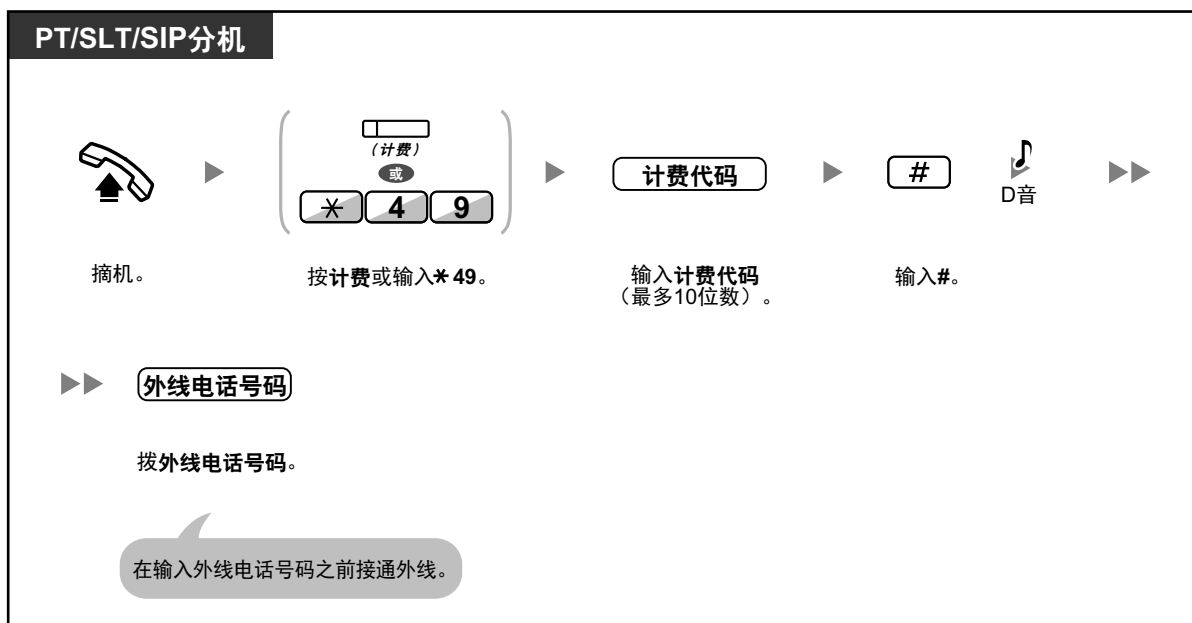 PT/SLT/SIP分机
(计费)
或
* 4 9
计费代码
#
D音
摘机。
按计费或输入* 49。
输入计费代码
（最多10位数）。
输入#。
外线电话号码
拨外线电话号码。
在输入外线电话号码之前接通外线。